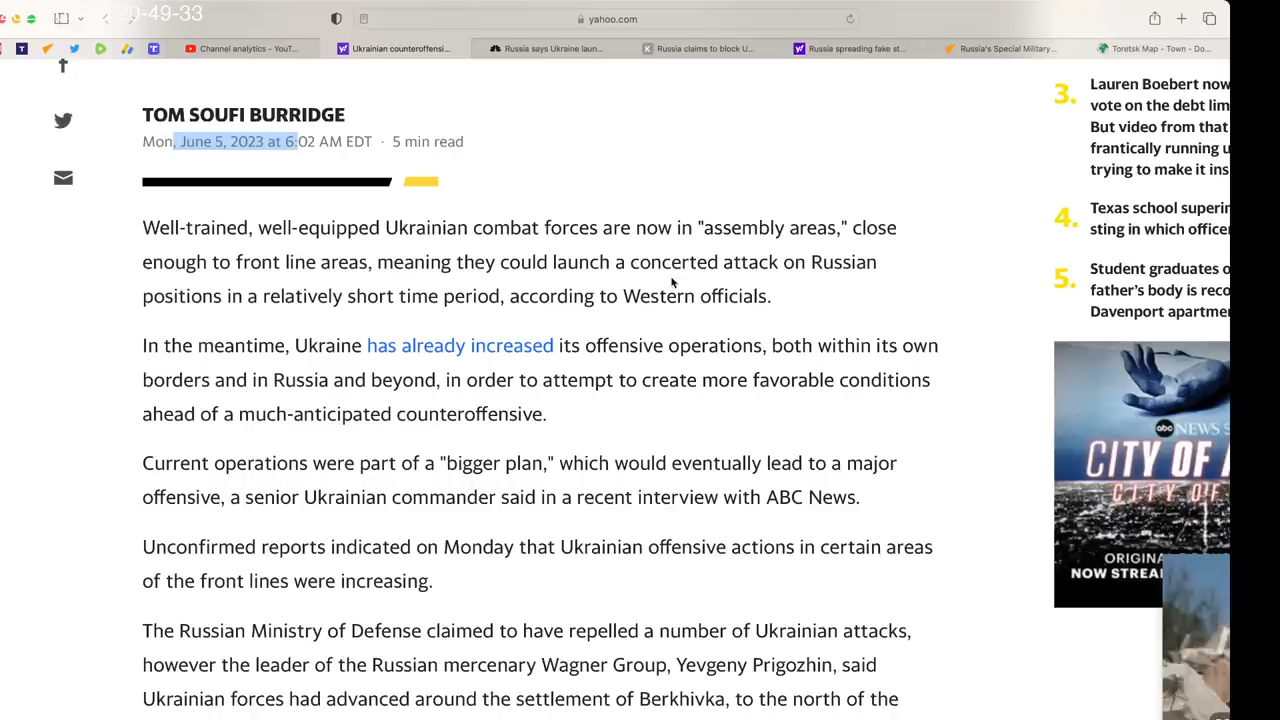 20-49-33
yahoo.com
Channel analytics - YouT...
Ukrainian counteroffensi...
Russia says Ukraine laun...
Russia claims to block U...
Russia spreading fake st...
Russia's Special Military...
Toretsk Map - Town - Do...
TOM SOUFI BURRIDGE
Mon, June 5, 2023 at 6:02 AM EDT · 5 min read
Well-trained, well-equipped Ukrainian combat forces are now in "assembly areas," close
enough to front line areas, meaning they could launch a concerted attack on Russian
positions in a relatively short time period, according to Western officials.
In the meantime, Ukraine has already increased its offensive operations, both within its own
borders and in Russia and beyond, in order to attempt to create more favorable conditions
ahead of a much-anticipated counteroffensive.
Current operations were part of a "bigger plan," which would eventually lead to a major
offensive, a senior Ukrainian commander said in a recent interview with ABC News.
Unconfirmed reports indicated on Monday that Ukrainian offensive actions in certain areas
of the front lines were increasing.
The Russian Ministry of Defense claimed to have repelled a number of Ukrainian attacks,
however the leader of the Russian mercenary Wagner Group, Yevgeny Prigozhin, said
Ukrainian forces had advanced around the settlement of Berkhivka, to the north of the
3.
Lauren Boebert now
vote on the debt lim
But video from that
frantically running u
trying to make it ins
4.
Texas school superin
sting in which officer
5.
Student graduates o
father's body is reco
Davenport apartme
abc NEWS S
CITY OF
CITY OF
ORIGINA
NOW STREA